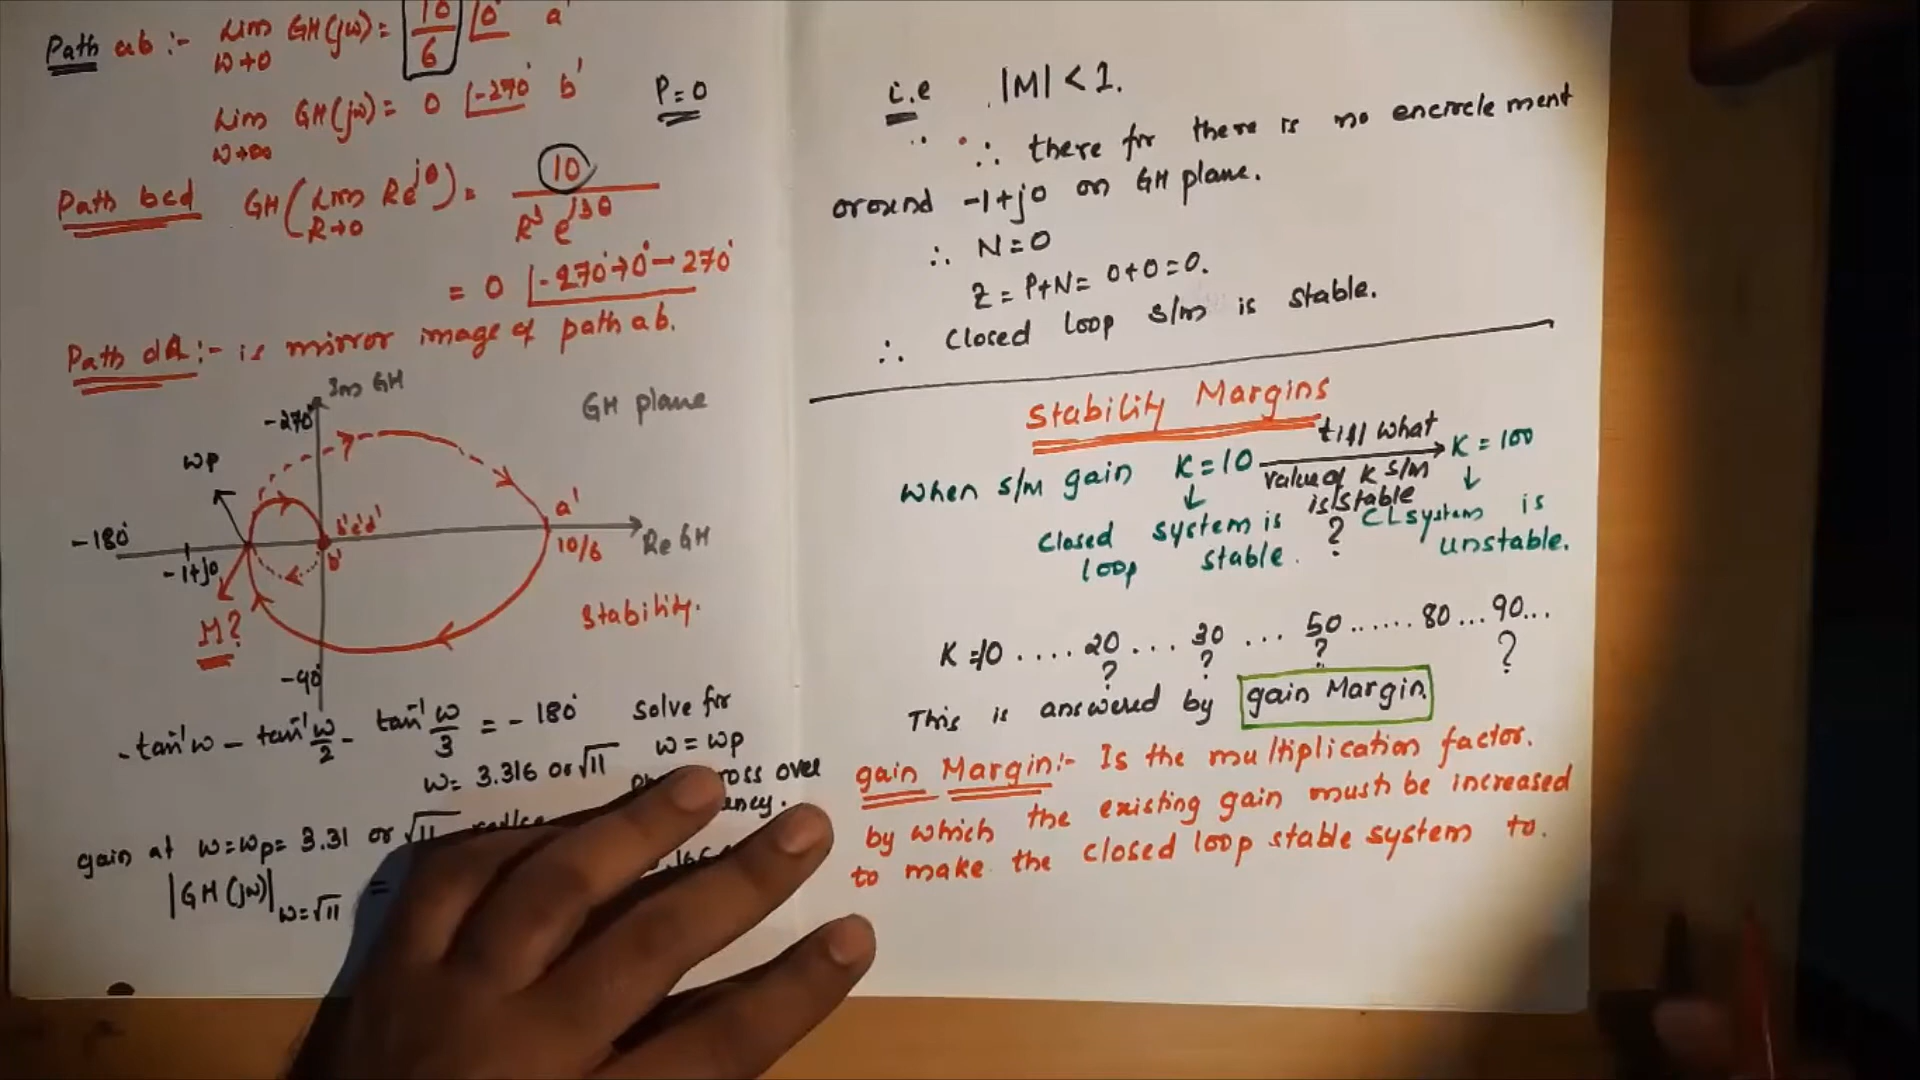 Path ab :- Lim GH(jω) = 10/6 ∠0° a'
ω→0
Lim GH(jω) = 0 ∠-270° b'
ω→∞
P=0
Path bcd GH(Lim Re^jθ) = 10 / R³ e^j3θ
R→0
= 0 ∠-270°→0°→270°
Path da :- is mirror image of path ab.
Im GH
GH plane
-270°
ωp
a'
b'c'd'
-180°
Re GH
-1+j0
10/6
M?
Stability.
-90°
-tan⁻¹ω - tan⁻¹ω/2 - tan⁻¹ω/3 = -180° solve for
ω = 3.316 or √11 ω = ωp
oss over
ency.
gain at ω=ωp= 3.31 or √11
|GH(jω)|ω=√11 =
i.e |M| < 1.
∴ there for there is no encirclement
around -1+j0 on GH plane.
∴ N=0
Z = P+N= 0+0=0.
∴ Closed loop s/m is stable.
Stability Margins
When s/m gain K=10 till what K = 100
value of K s/m
is stable
?
↓ ↓
Closed system is CL system is
loop stable. unstable.
K=10 .... 20 ... 30 ... 50 ...... 80 ... 90...
? ? ? ?
This is answered by gain Margin
gain Margin:- Is the multiplication factor.
by which the existing gain must be increased
to make the closed loop stable system to.